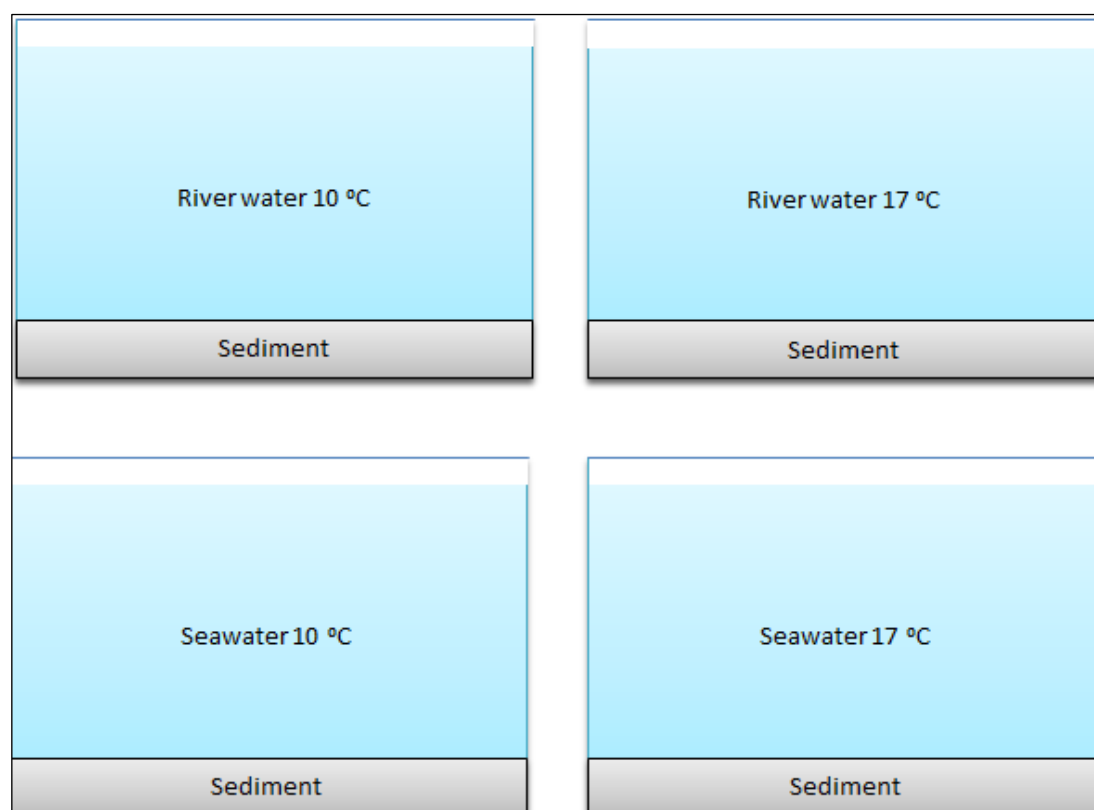 River water 10 ºC
River water 17 ºC
Sediment
Sediment
Seawater 10 ºC
Seawater 17 ºC
Sediment
Sediment